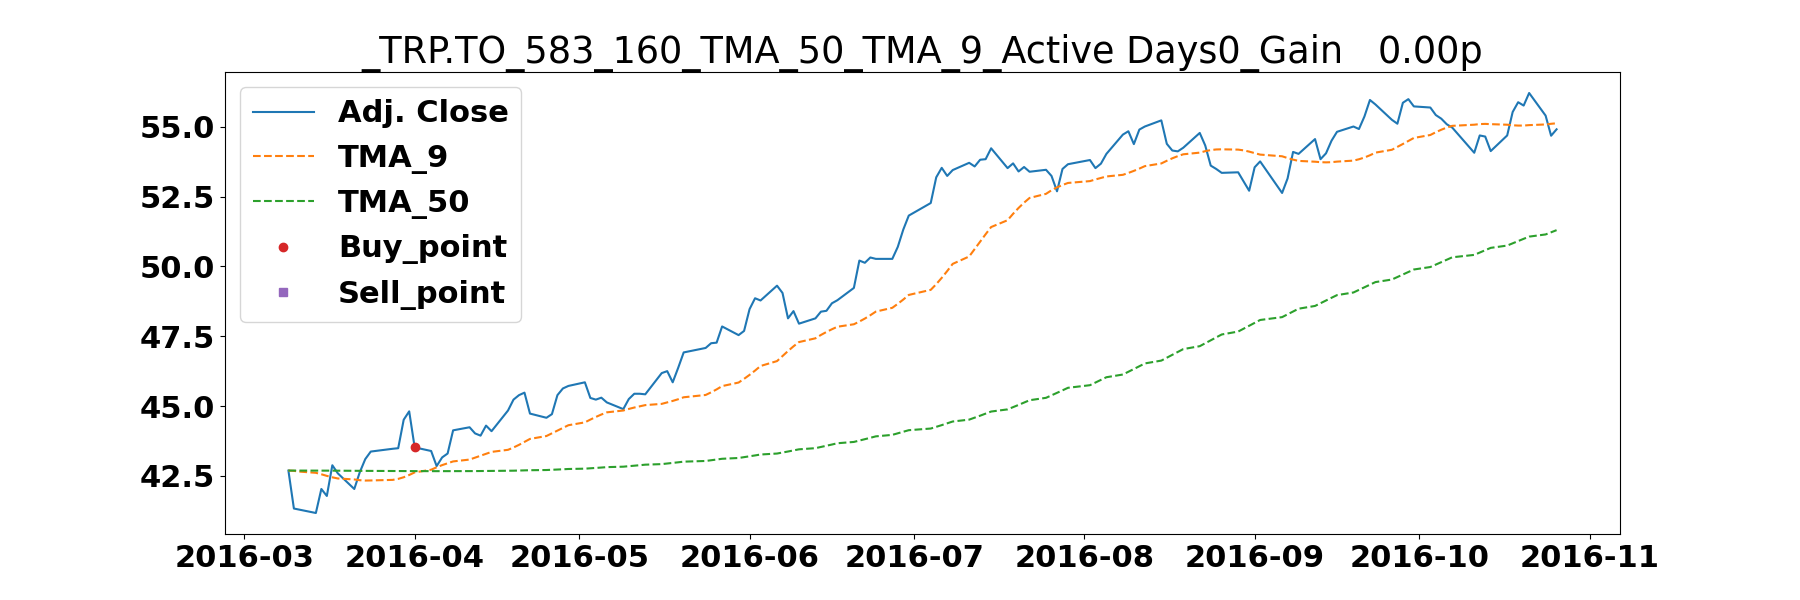 _TRP.TO_583_160_TMA_50_TMA_9_Active Days0_Gain   0.00p
Adj. Close
TMA_9
TMA_50
Buy_point
Sell_point
55.0
52.5
50.0
47.5
45.0
42.5
2016-03 2016-04 2016-05 2016-06 2016-07 2016-08 2016-09 2016-10 2016-11